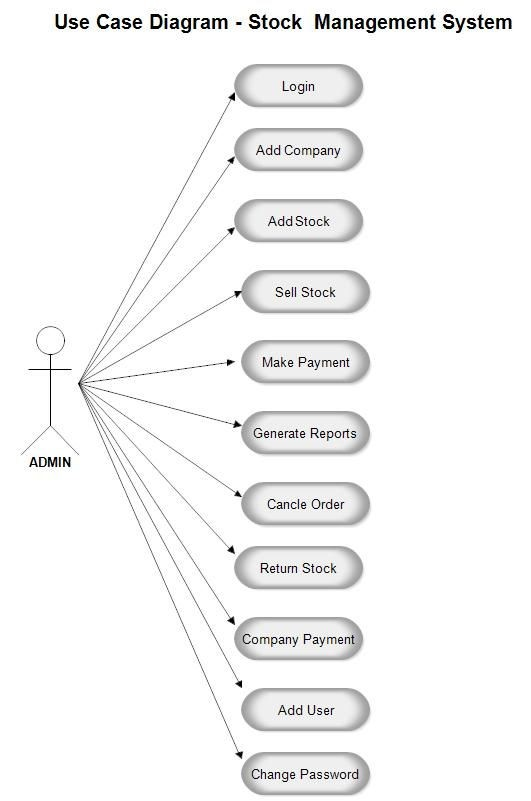 Use Case Diagram - Stock  Management System
Login
Add Company
Add Stock
Sell Stock
Make Payment
Generate Reports
Cancle Order
Return Stock
Company Payment
Add User
Change Password
ADMIN